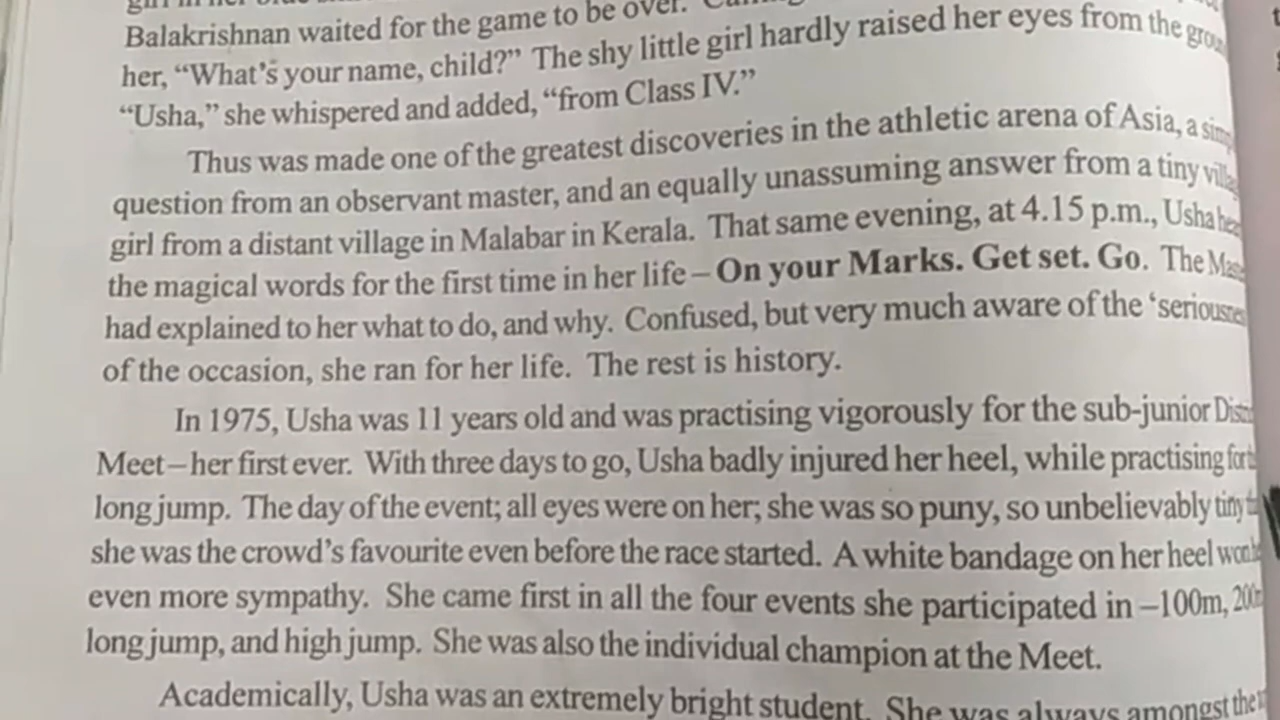 Balakrishnan waited for the game to be over.
her, “What’s your name, child?” The shy little girl hardly raised her eyes from the
“Usha,” she whispered and added, “from Class IV.”
Thus was made one of the greatest discoveries in the athletic arena of Asia, a
question from an observant master, and an equally unassuming answer from a tiny
girl from a distant village in Malabar in Kerala. That same evening, at 4.15 p.m., Usha
the magical words for the first time in her life – On your Marks. Get set. Go. The
had explained to her what to do, and why. Confused, but very much aware of the
of the occasion, she ran for her life. The rest is history.
In 1975, Usha was 11 years old and was practising vigorously for the sub-junior
Meet – her first ever. With three days to go, Usha badly injured her heel, while practising
long jump. The day of the event; all eyes were on her; she was so puny, so unbelievably tiny
she was the crowd’s favourite even before the race started. A white bandage on her heel
even more sympathy. She came first in all the four events she participated in –100m,
long jump, and high jump. She was also the individual champion at the Meet.
Academically, Usha was an extremely bright student. She was always amongst the